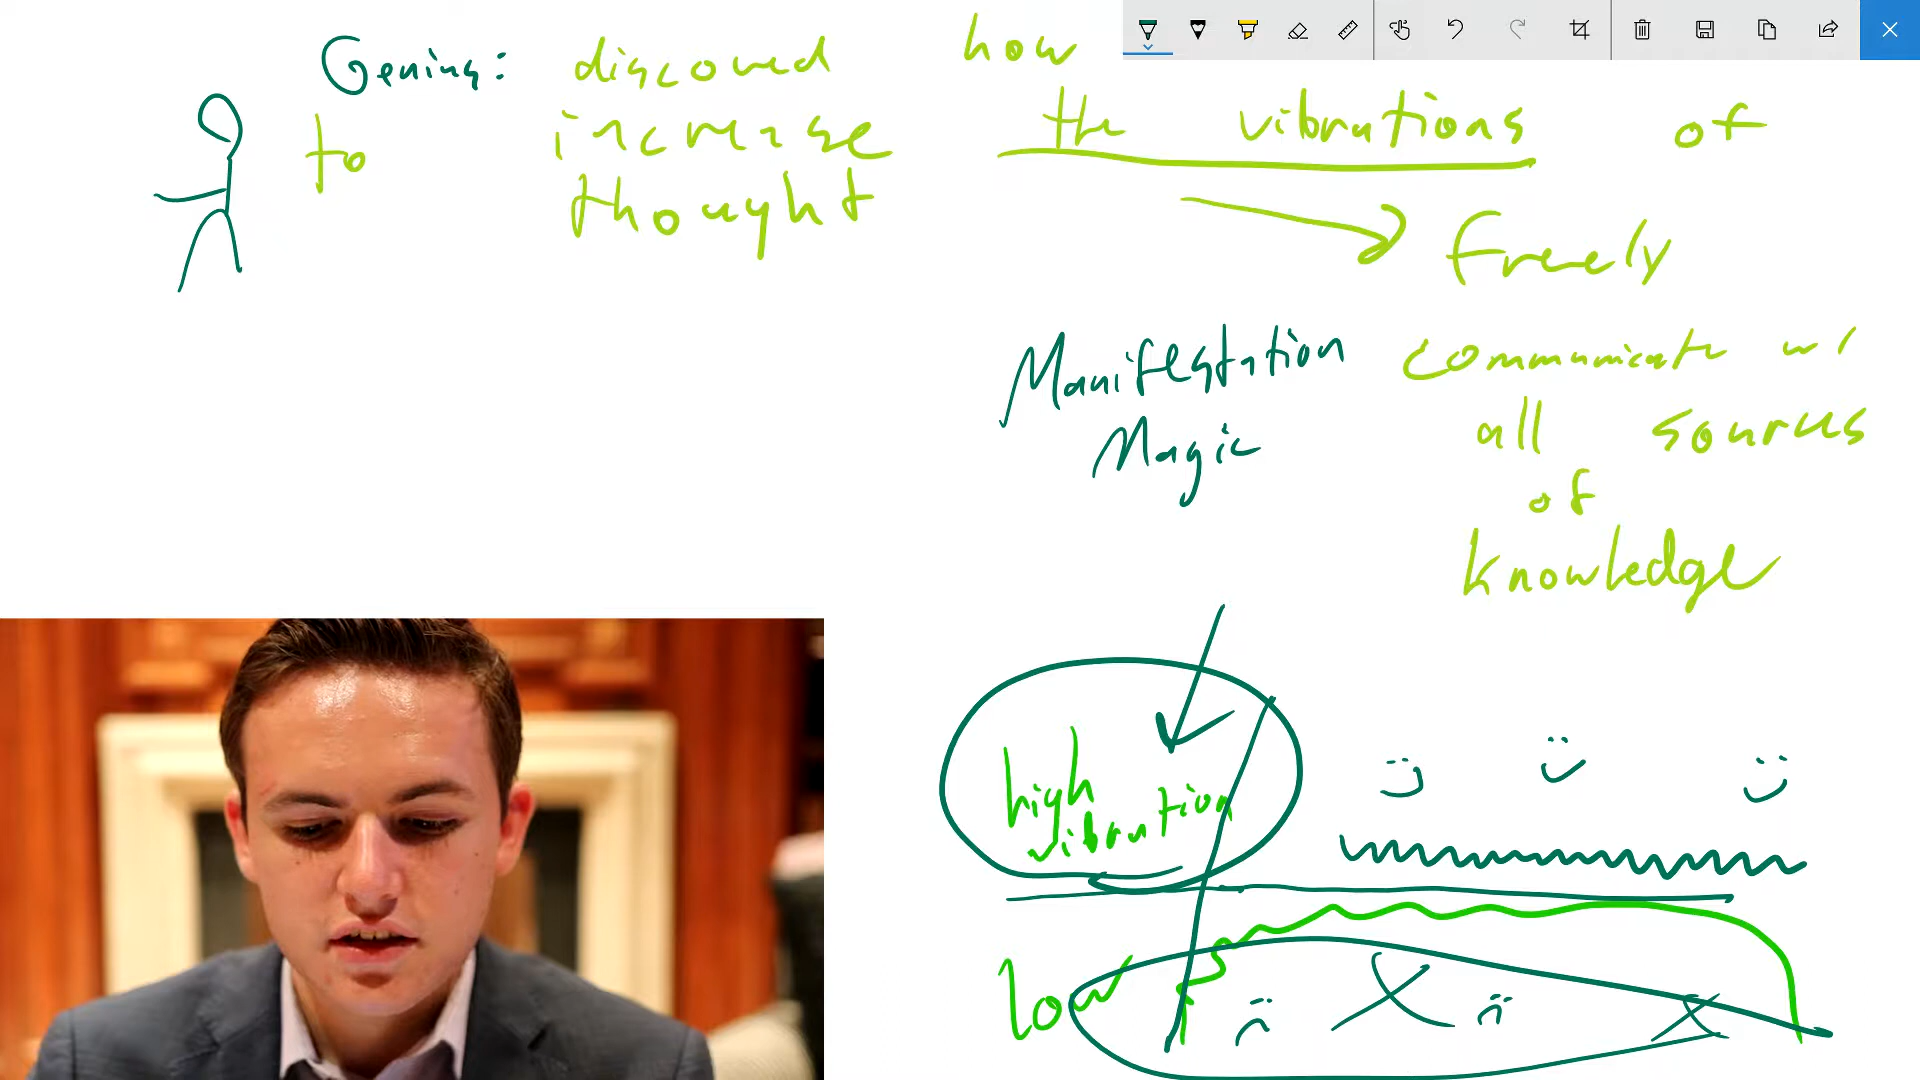 Genius: discoved how
to increase the vibrations of
thought
freely
Manifestation
Magic
communicate w/
all sources
of
knowledge
high
vibration
low